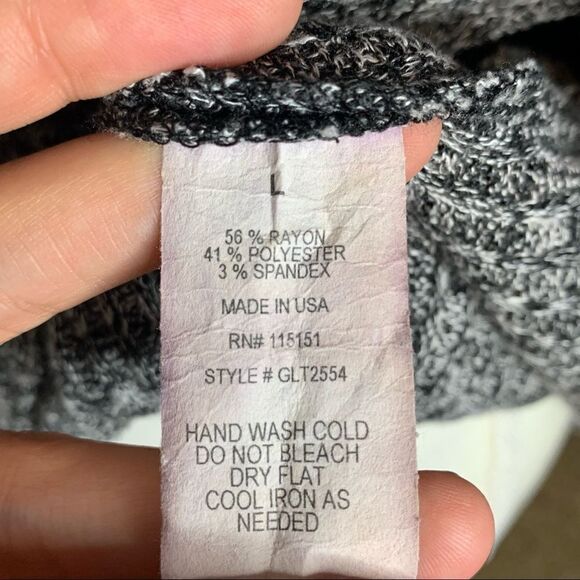 L
56 % RAYON
41 % POLYESTER
3 % SPANDEX
MADE IN USA
RN# 115151
STYLE # GLT2554
HAND WASH COLD
DO NOT BLEACH
DRY FLAT
COOL IRON AS
NEEDED